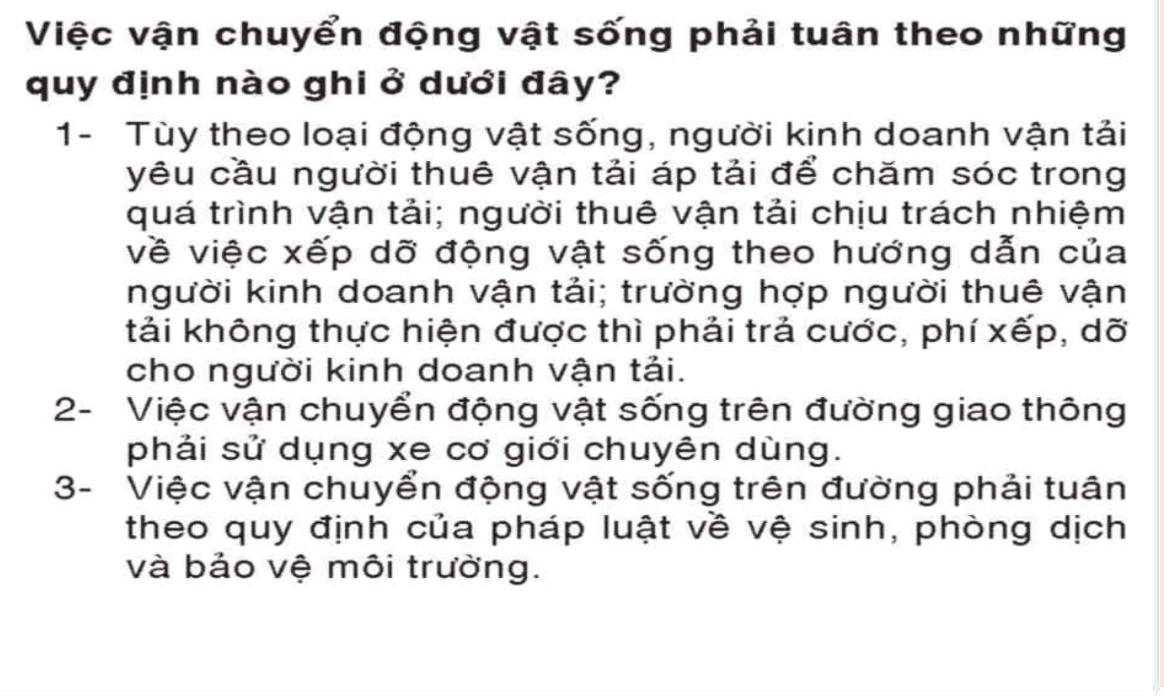 Việc vận chuyển động vật sống phải tuân theo những
quy định nào ghi ở dưới đây?
1- Tùy theo loại động vật sống, người kinh doanh vận tải
yêu cầu người thuê vận tải áp tải để chăm sóc trong
quá trình vận tải; người thuê vận tải chịu trách nhiệm
về việc xếp dỡ động vật sống theo hướng dẫn của
người kinh doanh vận tải; trường hợp người thuê vận
tải không thực hiện được thì phải trả cước, phí xếp, dỡ
cho người kinh doanh vận tải.
2- Việc vận chuyển động vật sống trên đường giao thông
phải sử dụng xe cơ giới chuyên dùng.
3- Việc vận chuyển động vật sống trên đường phải tuân
theo quy định của pháp luật về vệ sinh, phòng dịch
và bảo vệ môi trường.